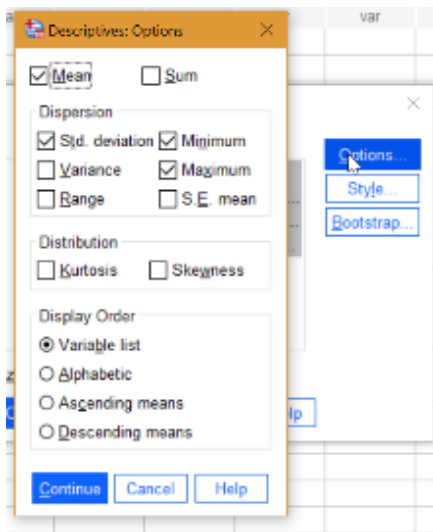 var
Descriptives: Options
Mean Sum
Dispersion
Std. deviation Minimum
Variance Maximum
Range S.E. mean
Distribution
Kurtosis Skewness
Display Order
Variable list
Alphabetic
Ascending means
Descending means
Continue Cancel Help
Options...
Style...
Bootstrap...